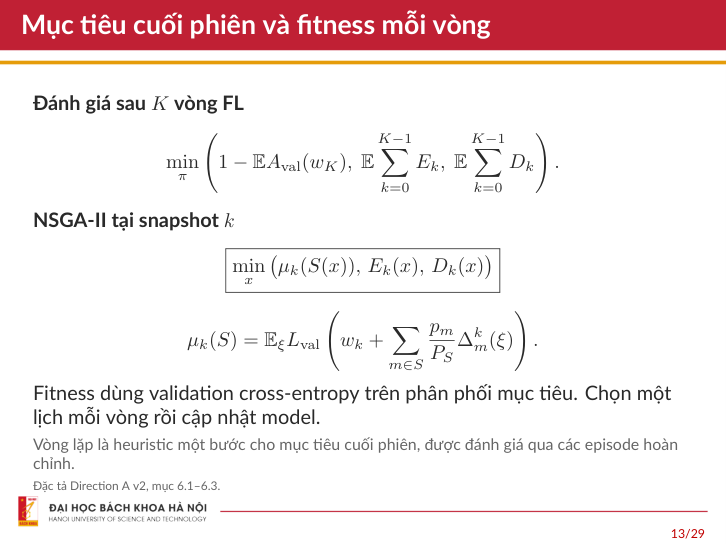 Mục tiêu cuối phiên và fitness mỗi vòng
Đánh giá sau K vòng FL
min_π ( 1 − 𝔼A_val(w_K), 𝔼 ∑_{k=0}^{K−1} E_k, 𝔼 ∑_{k=0}^{K−1} D_k ) .
NSGA-II tại snapshot k
min_x (μ_k(S(x)), E_k(x), D_k(x))
μ_k(S) = 𝔼_ξ L_val ( w_k + ∑_{m∈S} p_m/P_S Δ_m^k(ξ) ) .
Fitness dùng validation cross-entropy trên phân phối mục tiêu. Chọn một
lịch mỗi vòng rồi cập nhật model.
Vòng lặp là heuristic một bước cho mục tiêu cuối phiên, được đánh giá qua các episode hoàn
chỉnh.
Đặc tả Direction A v2, mục 6.1–6.3.
ĐẠI HỌC BÁCH KHOA HÀ NỘI
HANOI UNIVERSITY OF SCIENCE AND TECHNOLOGY
13/29